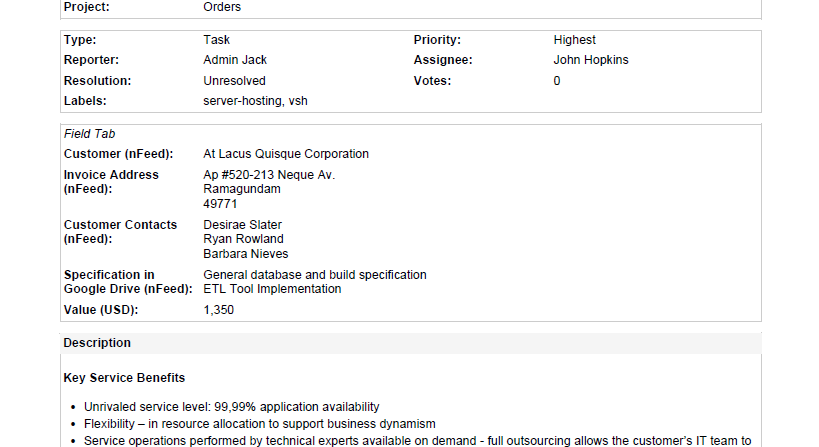 Project: Orders
Type: Task Priority: Highest
Reporter: Admin Jack Assignee: John Hopkins
Resolution: Unresolved Votes: 0
Labels: server-hosting, vsh
Field Tab
Customer (nFeed): At Lacus Quisque Corporation
Invoice Address Ap #520-213 Neque Av.
(nFeed): Ramagundam
49771
Customer Contacts Desirae Slater
(nFeed): Ryan Rowland
Barbara Nieves
Specification in General database and build specification
Google Drive (nFeed): ETL Tool Implementation
Value (USD): 1,350
Description
Key Service Benefits
• Unrivaled service level: 99,99% application availability
• Flexibility – in resource allocation to support business dynamism
• Service operations performed by technical experts available on demand - full outsourcing allows the customer's IT team to